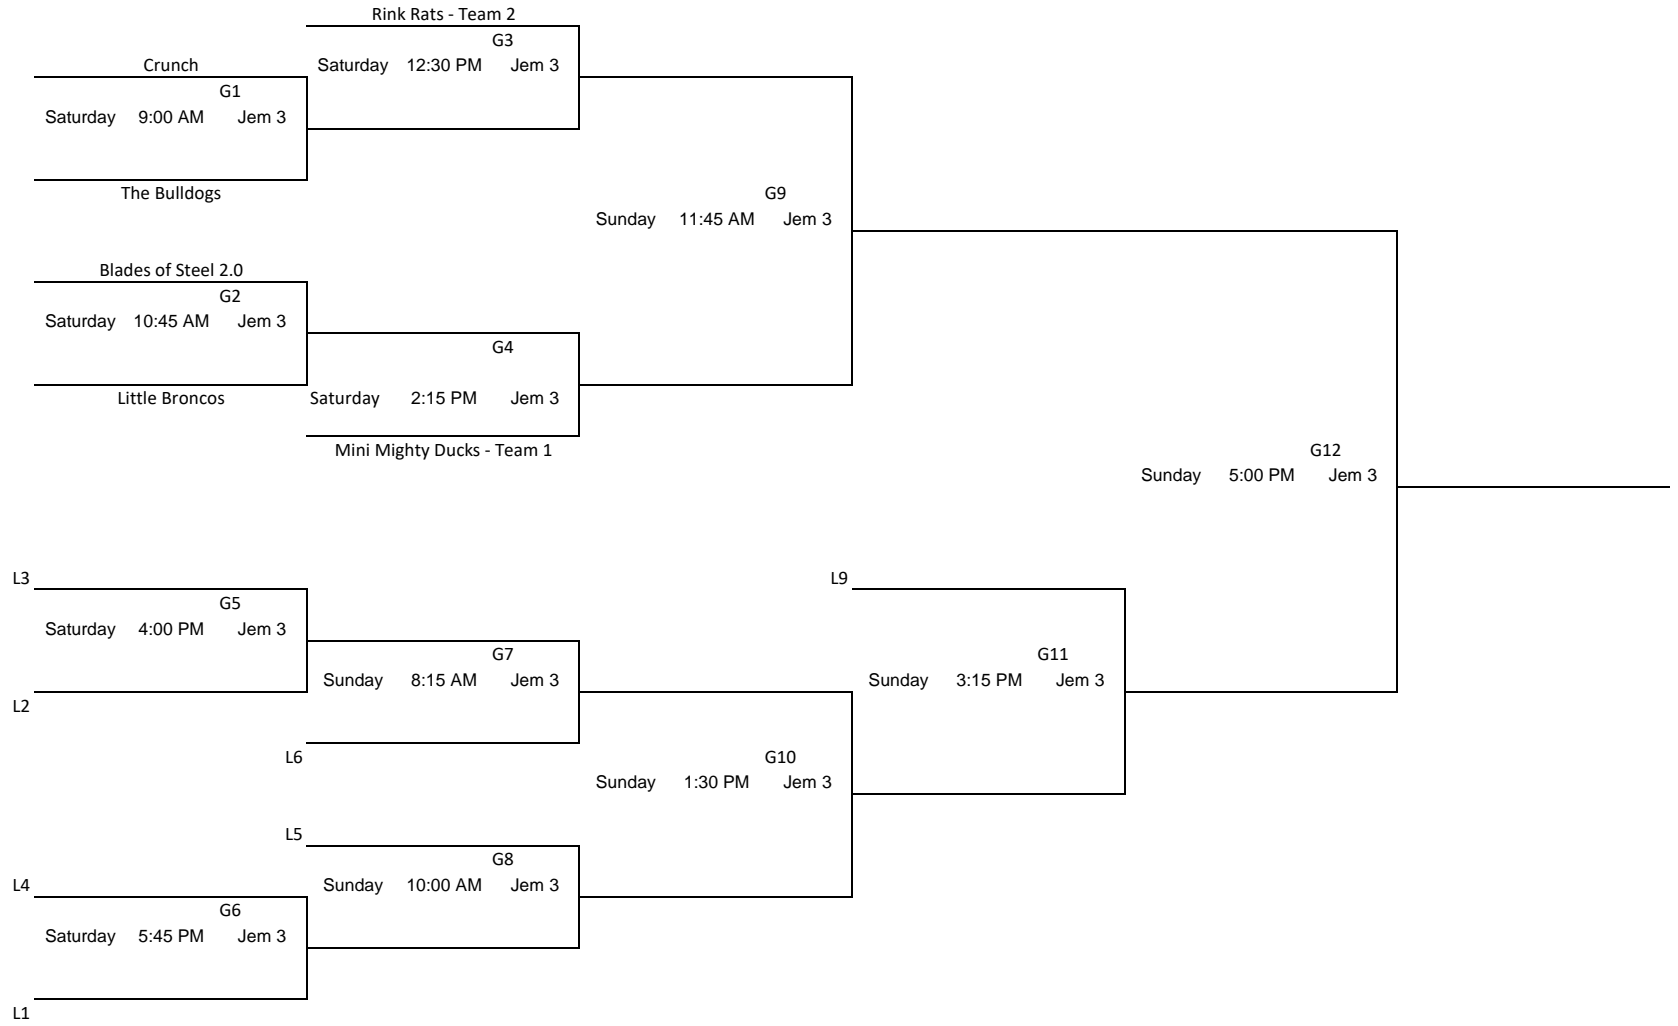 Rink Rats - Team 2
G3
Saturday 12:30 PM Jem 3
Crunch
G1
Saturday 9:00 AM Jem 3
The Bulldogs
G9
Sunday 11:45 AM Jem 3
Blades of Steel 2.0
G2
Saturday 10:45 AM Jem 3
Little Broncos
G4
Saturday 2:15 PM Jem 3
Mini Mighty Ducks - Team 1
G12
Sunday 5:00 PM Jem 3
L3
G5
Saturday 4:00 PM Jem 3
L2
G7
Sunday 8:15 AM Jem 3
L6
L9
G11
Sunday 3:15 PM Jem 3
G10
Sunday 1:30 PM Jem 3
L5
G8
Sunday 10:00 AM Jem 3
L4
G6
Saturday 5:45 PM Jem 3
L1